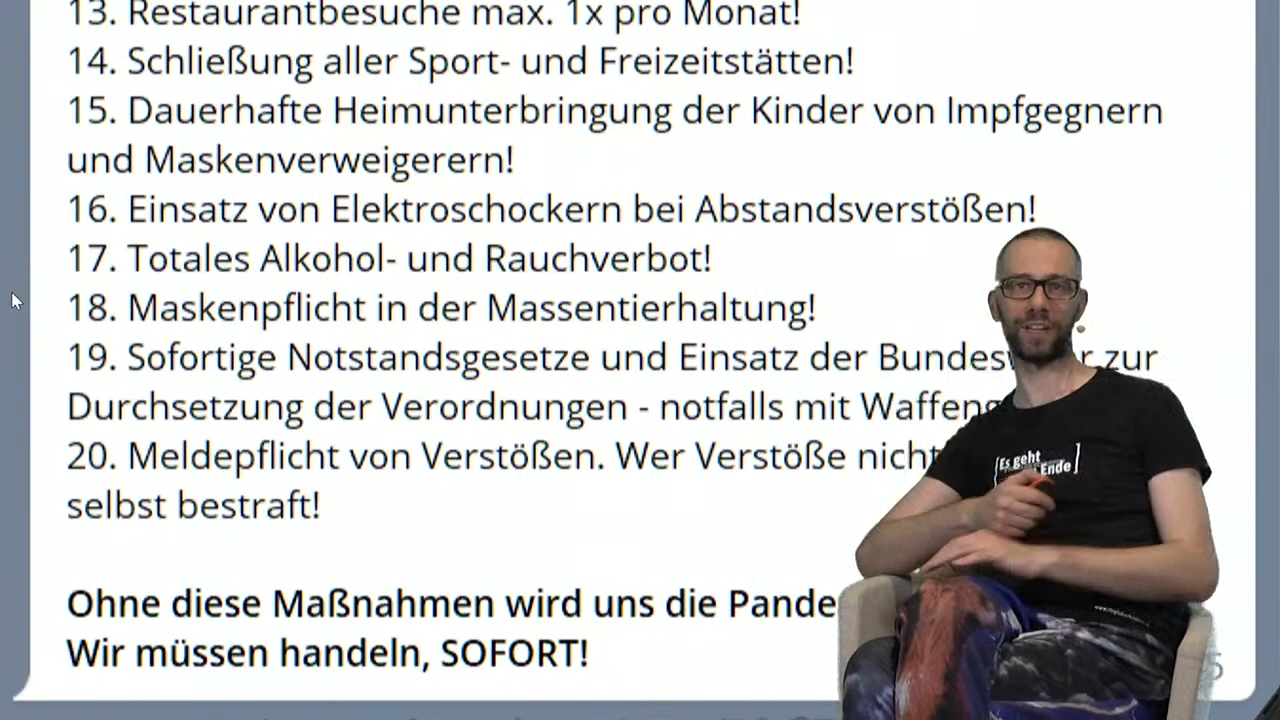 13. Restaurantbesuche max. 1x pro Monat!
14. Schließung aller Sport- und Freizeitstätten!
15. Dauerhafte Heimunterbringung der Kinder von Impfgegnern
und Maskenverweigerern!
16. Einsatz von Elektroschockern bei Abstandsverstößen!
17. Totales Alkohol- und Rauchverbot!
18. Maskenpflicht in der Massentierhaltung!
19. Sofortige Notstandsgesetze und Einsatz der zur
Durchsetzung der Verordnungen - notfalls mit
20. Meldepflicht von Verstößen. Wer Verstöße nicht
selbst bestraft!
Ohne diese Maßnahmen wird uns die
Wir müssen handeln, SOFORT!
[Es geht
Ende]